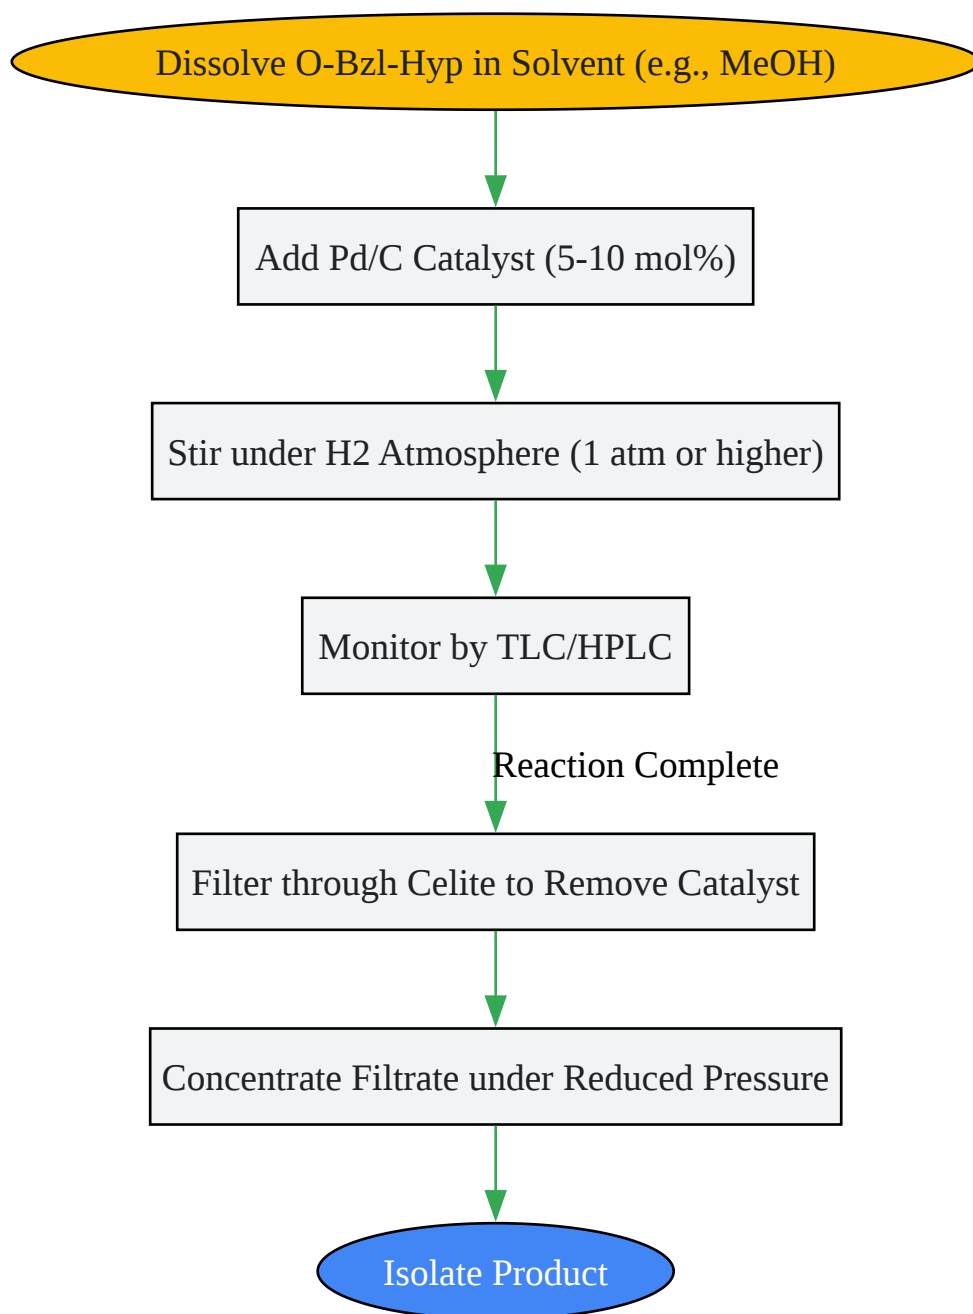 Dissolve O-Bzl-Hyp in Solvent (e.g., MeOH)
Add Pd/C Catalyst (5-10 mol%)
Stir under H2 Atmosphere (1 atm or higher)
Monitor by TLC/HPLC
Reaction Complete
Filter through Celite to Remove Catalyst
Concentrate Filtrate under Reduced Pressure
Isolate Product